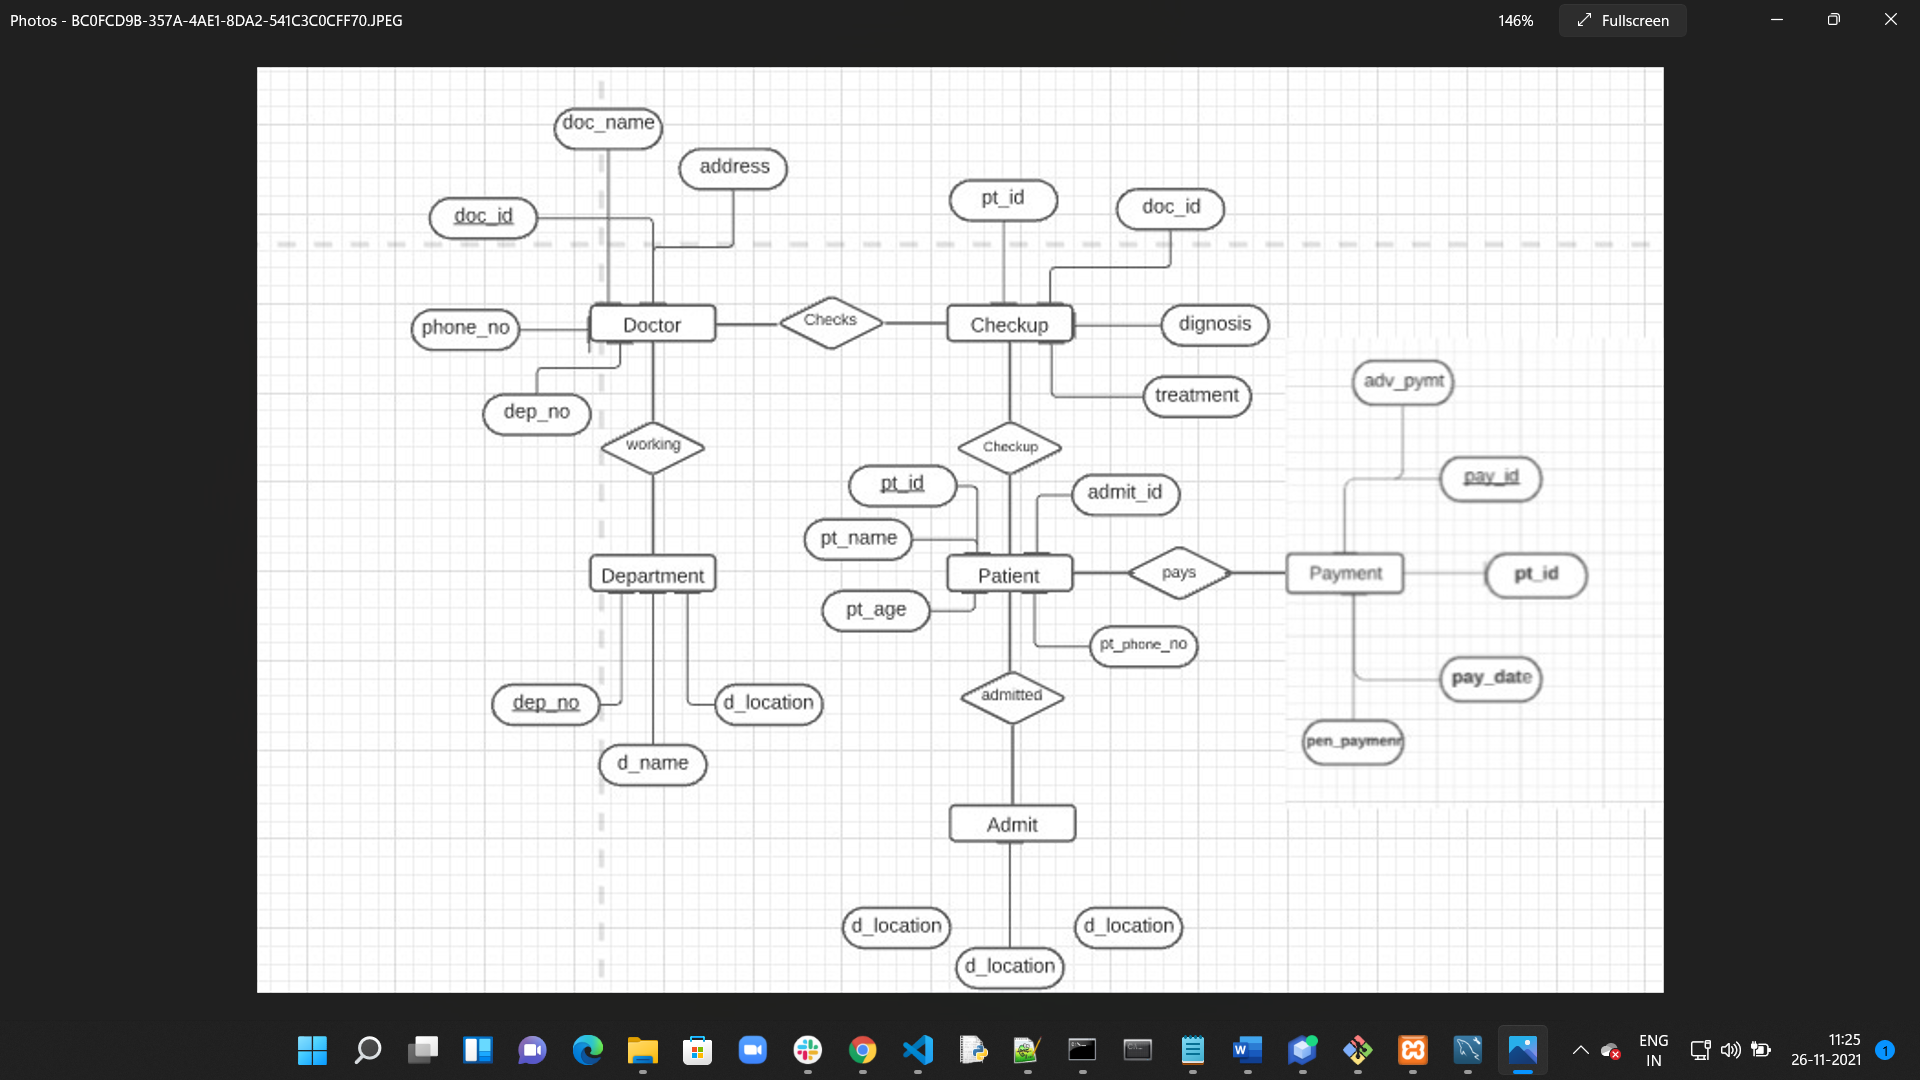 Photos - BC0FCD9B-357A-4AE1-8DA2-541C3C0CFF70.JPEG
146%
Fullscreen
doc_name
address
doc_id
pt_id
doc_id
phone_no
Doctor
Checks
Checkup
dignosis
adv_pymt
treatment
dep_no
working
Checkup
pt_id
admit_id
pay_id
pt_name
Department
Patient
pays
Payment
pt_id
pt_age
pt_phone_no
pay_date
dep_no
d_location
admitted
pen_paymenr
d_name
Admit
d_location
d_location
d_location
ENG
IN
11:25
26-11-2021
1